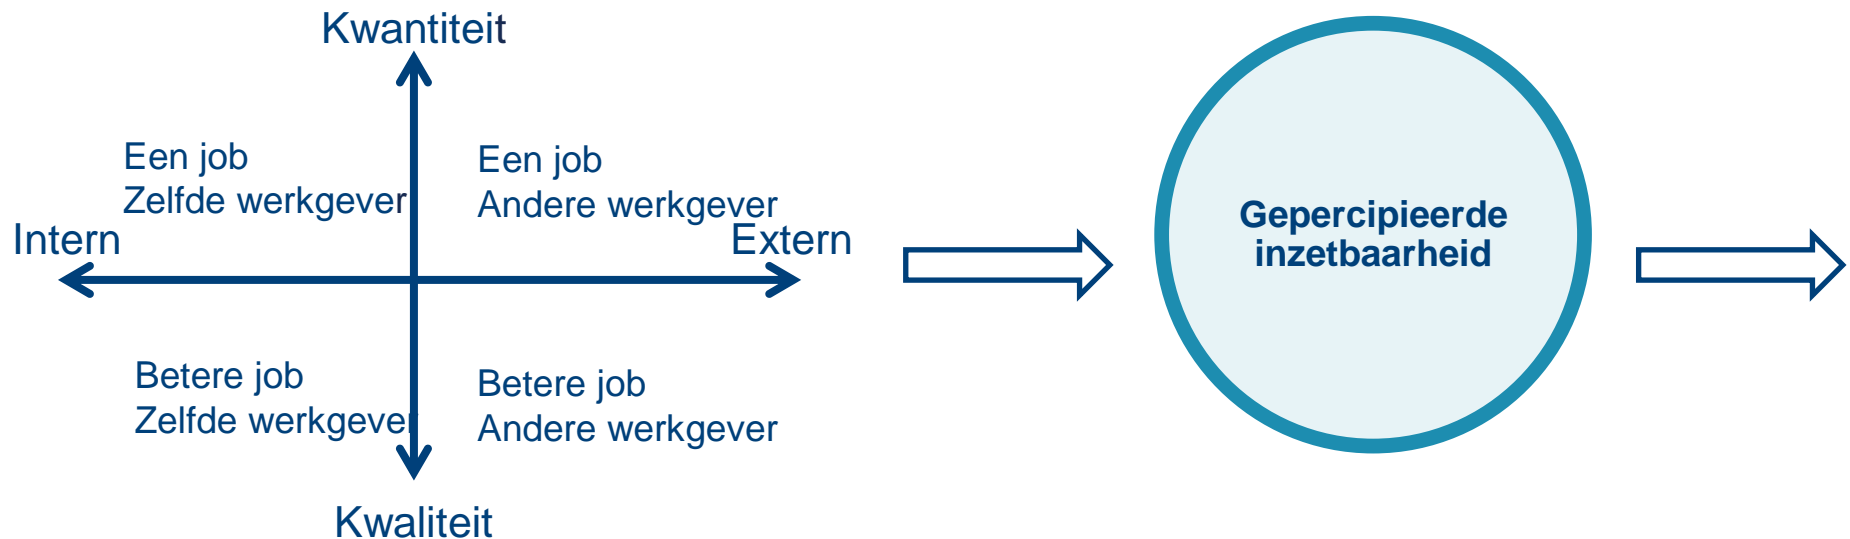 Kwantiteit
Een job
Zelfde werkgever
Een job
Andere werkgever
Intern
Extern
Betere job
Zelfde werkgever
Betere job
Andere werkgever
Kwaliteit
Gepercipieerde
inzetbaarheid